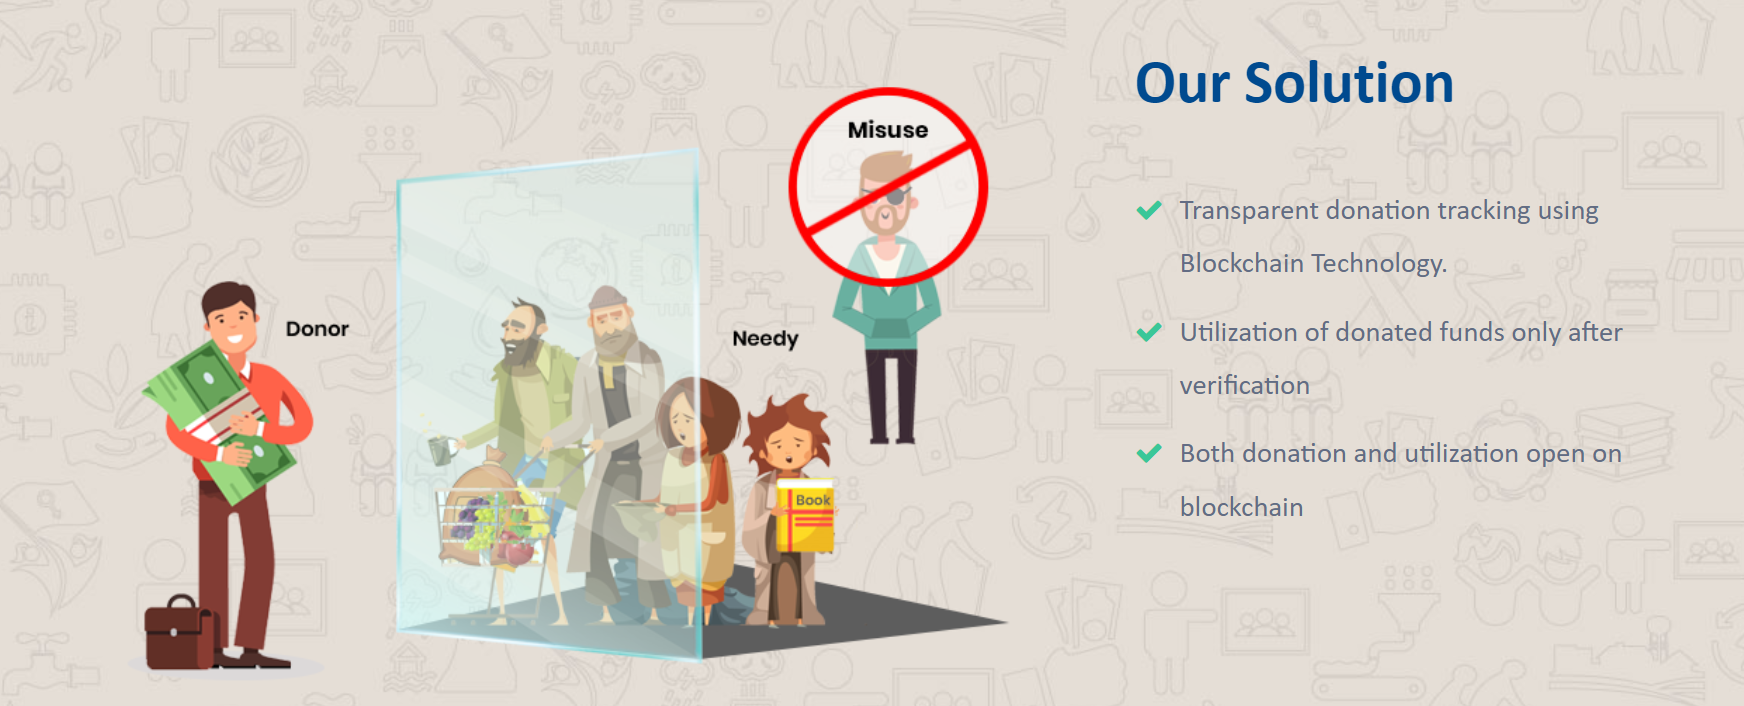 Our Solution
Misuse
Transparent donation tracking using
Blockchain Technology.
Donor
Needy
Utilization of donated funds only after
verification
Both donation and utilization open on
blockchain
Book